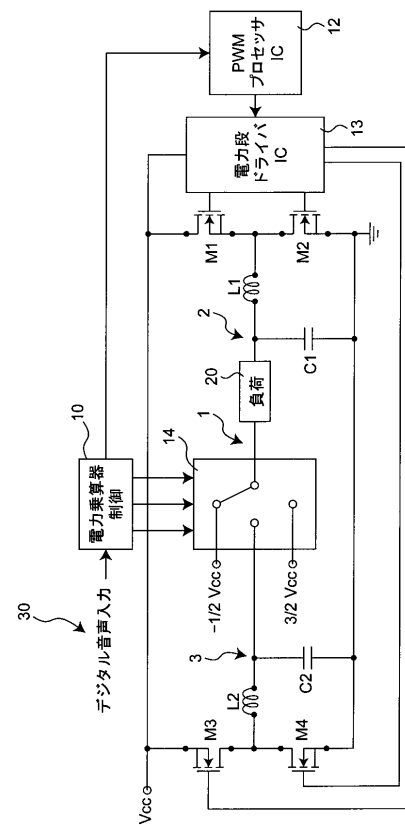 30
デジタル音声入力
10
電力乗算器
制御
12
PWM
プロセッサ
IC
13
電力段
ドライバ
IC
14
-1/2 Vcc
3/2 Vcc
1
20
負荷
2
3
L1
L2
C1
C2
M1
M2
M3
M4
Vcc